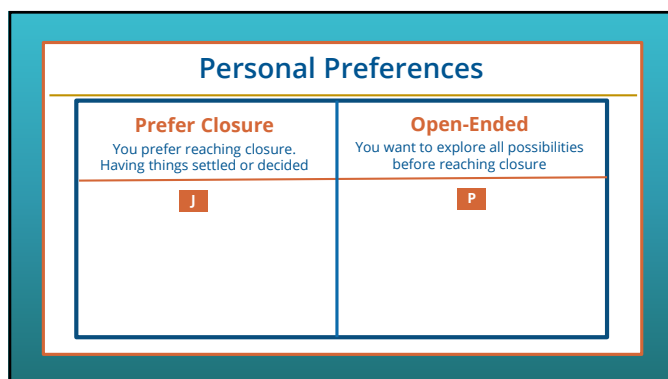 Personal Preferences
Prefer Closure
You prefer reaching closure.
Having things settled or decided
J
Open-Ended
You want to explore all possibilities
before reaching closure
P